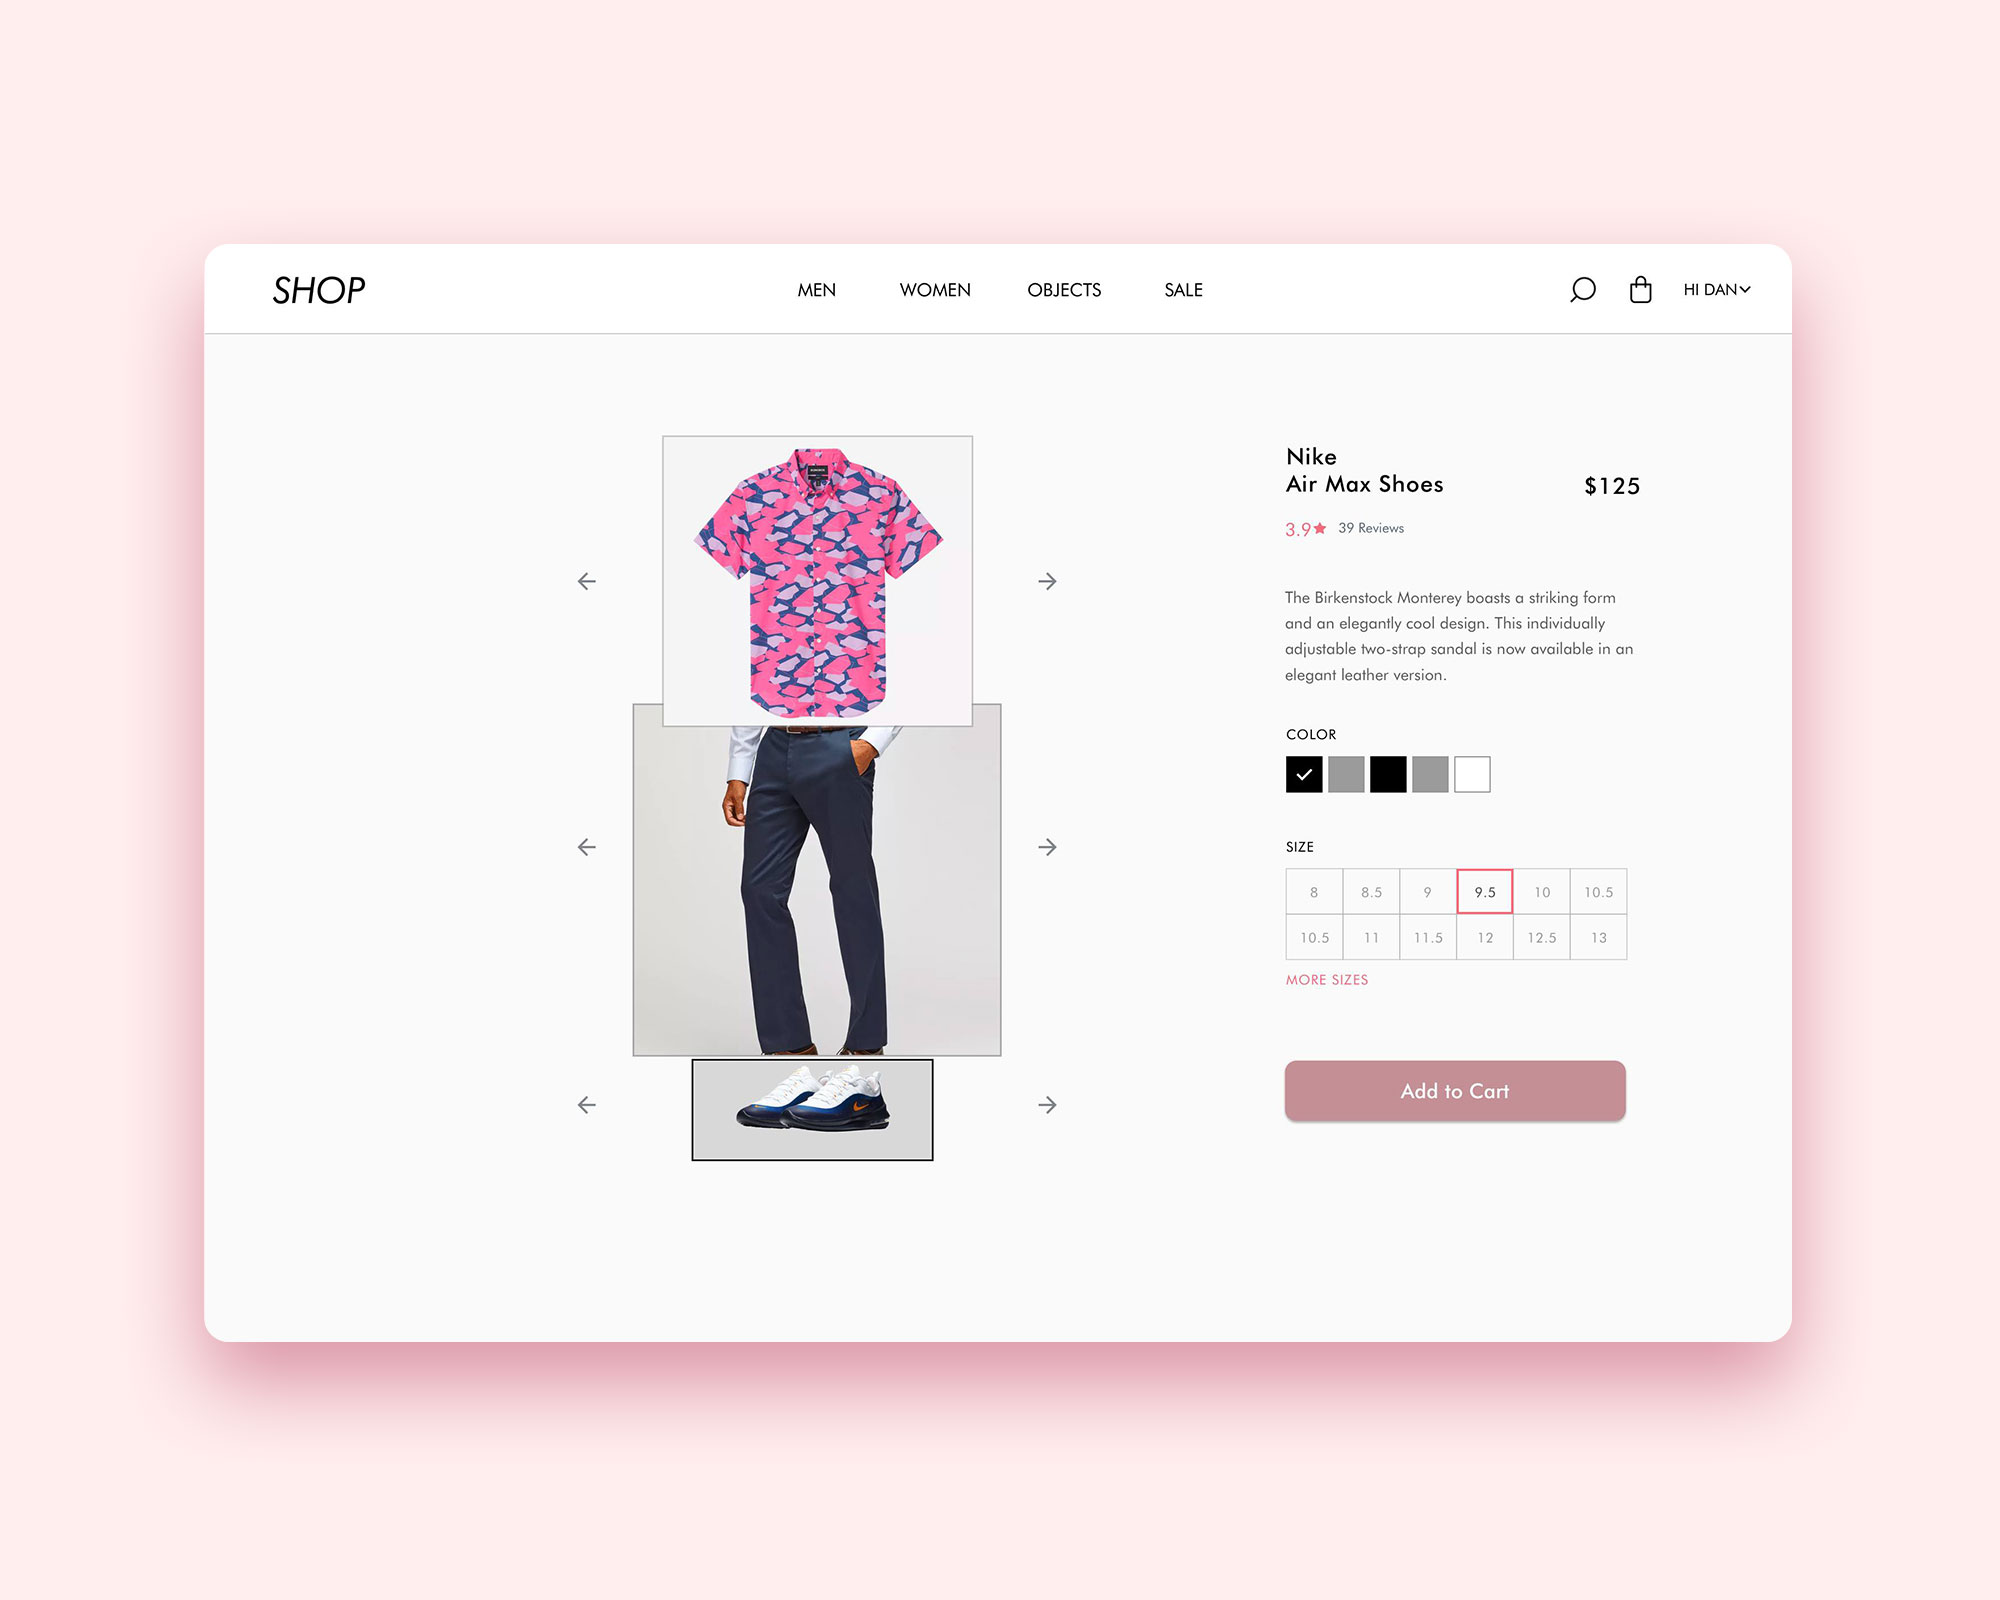 SHOP
MEN
WOMEN
OBJECTS
SALE
HI DAN
Nike
Air Max Shoes
$125
3.9
39 Reviews
The Birkenstock Monterey boasts a striking form
and an elegantly cool design. This individually
adjustable two-strap sandal is now available in an
elegant leather version.
COLOR
SIZE
8 8.5 9 9.5 10 10.5
10.5 11 11.5 12 12.5 13
MORE SIZES
Add to Cart